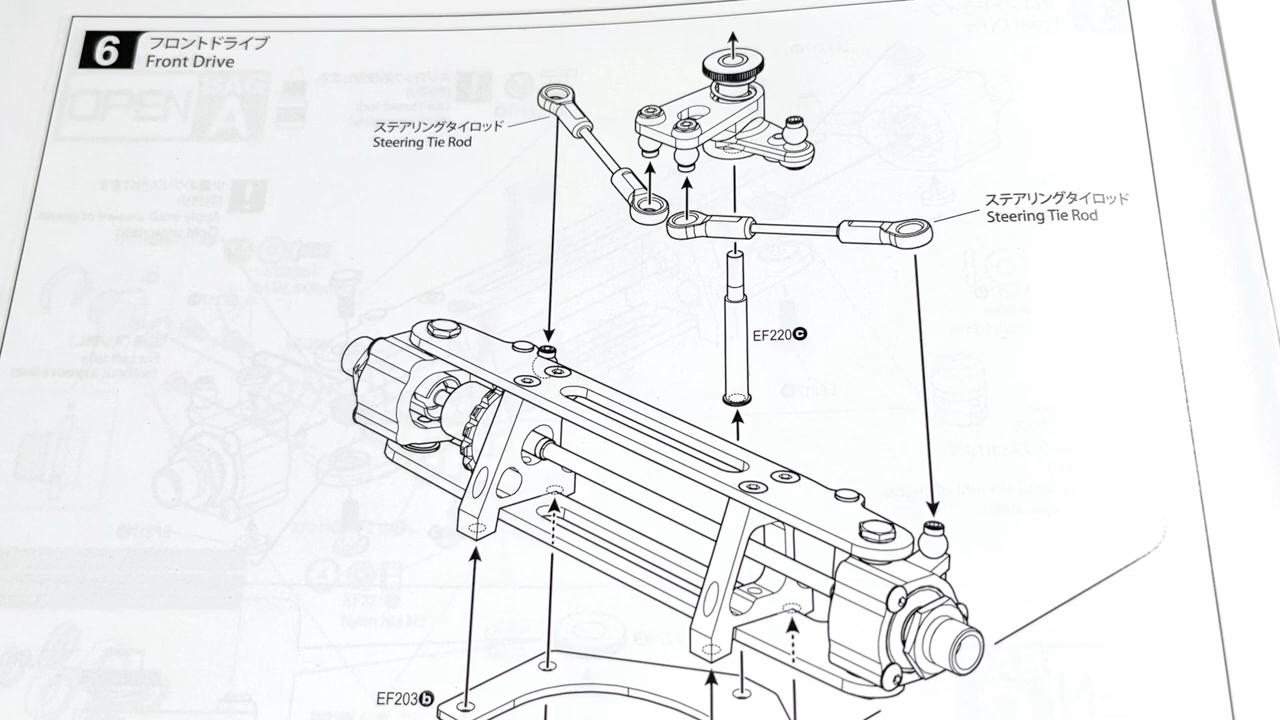 6
フロントドライブ
Front Drive
ステアリングタイロッド
Steering Tie Rod
ステアリングタイロッド
Steering Tie Rod
EF220 c
EF203 b